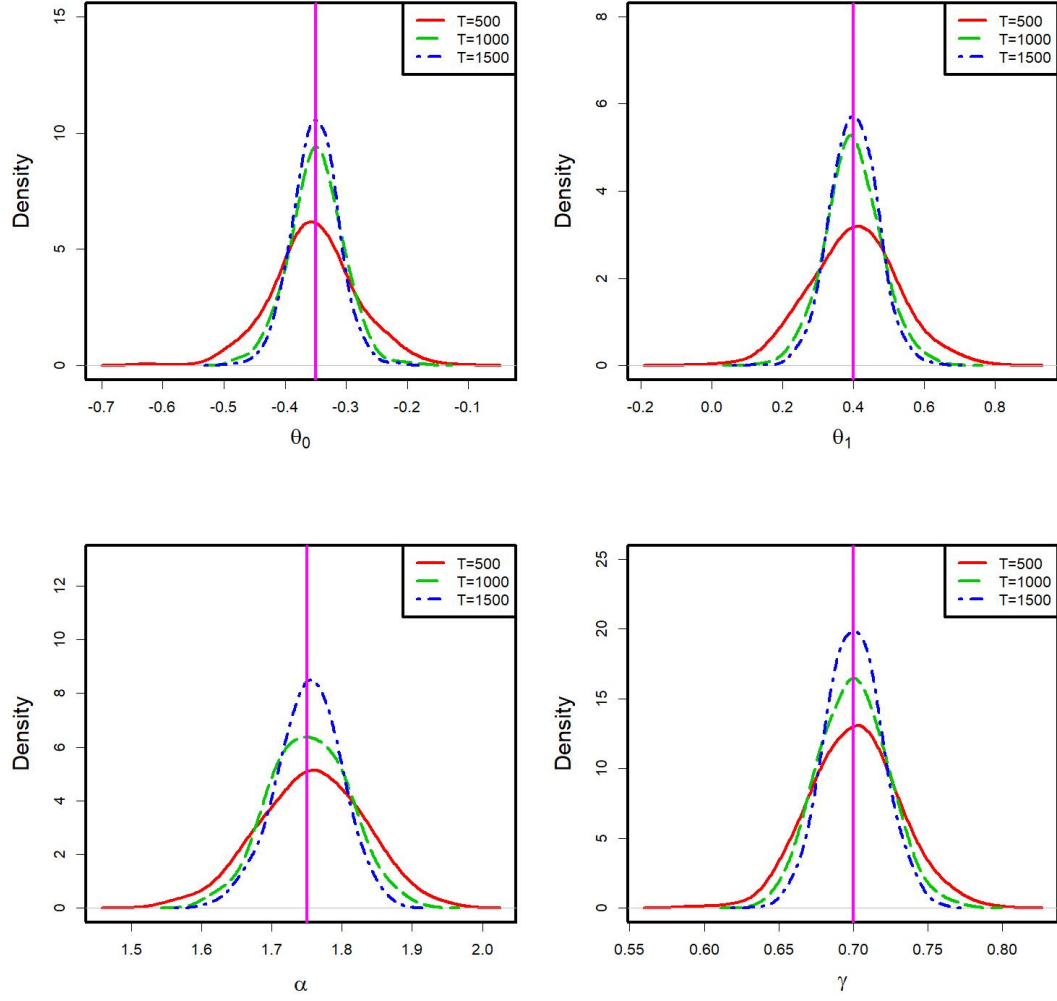 T=500
T=1000
T=1500
Density
15
10
5
0
-0.7 -0.6 -0.5 -0.4 -0.3 -0.2 -0.1
θ0
T=500
T=1000
T=1500
Density
8
6
4
2
0
-0.2 0.0 0.2 0.4 0.6 0.8
θ1
T=500
T=1000
T=1500
Density
12
10
8
6
4
2
0
1.5 1.6 1.7 1.8 1.9 2.0
α
T=500
T=1000
T=1500
Density
25
20
15
10
5
0
0.55 0.60 0.65 0.70 0.75 0.80
γ